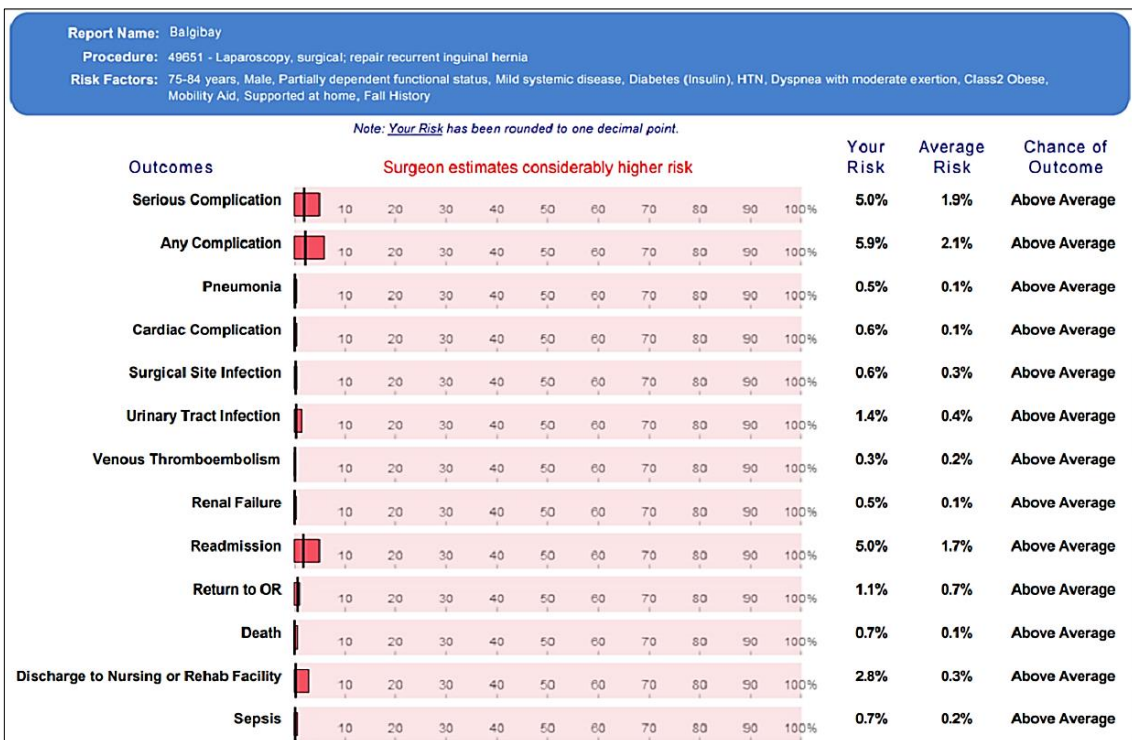 Report Name: Balgibay
Procedure: 49651 - Laparoscopy, surgical; repair recurrent inguinal hernia
Risk Factors: 75-84 years, Male, Partially dependent functional status, Mild systemic disease, Diabetes (Insulin), HTN, Dyspnea with moderate exertion, Class2 Obese,
Mobility Aid, Supported at home, Fall History
Note: Your Risk has been rounded to one decimal point.
Outcomes Surgeon estimates considerably higher risk Your Risk Average Risk Chance of Outcome
Serious Complication 10 20 30 40 50 60 70 80 90 100% 5.0% 1.9% Above Average
Any Complication 10 20 30 40 50 60 70 80 90 100% 5.9% 2.1% Above Average
Pneumonia 10 20 30 40 50 60 70 80 90 100% 0.5% 0.1% Above Average
Cardiac Complication 10 20 30 40 50 60 70 80 90 100% 0.6% 0.1% Above Average
Surgical Site Infection 10 20 30 40 50 60 70 80 90 100% 0.6% 0.3% Above Average
Urinary Tract Infection 10 20 30 40 50 60 70 80 90 100% 1.4% 0.4% Above Average
Venous Thromboembolism 10 20 30 40 50 60 70 80 90 100% 0.3% 0.2% Above Average
Renal Failure 10 20 30 40 50 60 70 80 90 100% 0.5% 0.1% Above Average
Readmission 10 20 30 40 50 60 70 80 90 100% 5.0% 1.7% Above Average
Return to OR 10 20 30 40 50 60 70 80 90 100% 1.1% 0.7% Above Average
Death 10 20 30 40 50 60 70 80 90 100% 0.7% 0.1% Above Average
Discharge to Nursing or Rehab Facility 10 20 30 40 50 60 70 80 90 100% 2.8% 0.3% Above Average
Sepsis 10 20 30 40 50 60 70 80 90 100% 0.7% 0.2% Above Average